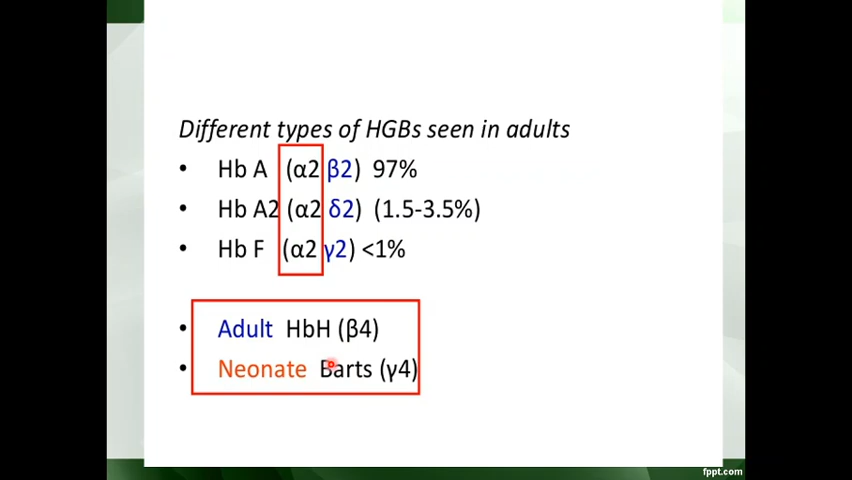 Different types of HGBs seen in adults
• Hb A (α2 β2) 97%
• Hb A2 (α2 δ2) (1.5-3.5%)
• Hb F (α2 γ2) <1%
• Adult HbH (β4)
• Neonate Barts (γ4)
fppt.com